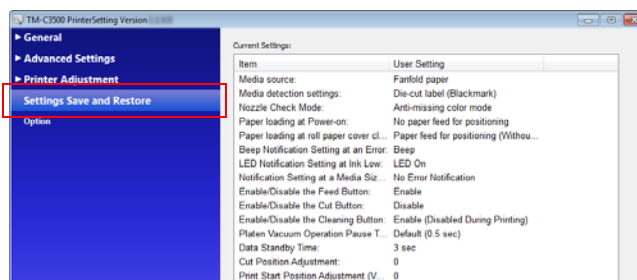 TM-C3500 PrinterSetting Version
General
Advanced Settings
Printer Adjustment
Settings Save and Restore
Option
Current Settings:
Item User Setting
Media source: Fanfold paper
Media detection settings: Die-cut label (Blackmark)
Nozzle Check Mode: Anti-missing color mode
Paper loading at Power-on: No paper feed for positioning
Paper loading at roll paper cover cl... Paper feed for positioning (Withou...
Beep Notification Setting at an Error: Beep
LED Notification Setting at Ink Low: LED On
Notification Setting at a Media Siz... No Error Notification
Enable/Disable the Feed Button: Enable
Enable/Disable the Cut Button: Disable
Enable/Disable the Cleaning Button: Enable (Disabled During Printing)
Platen Vacuum Operation Pause T... Default (0.5 sec)
Data Standby Time: 3 sec
Cut Position Adjustment: 0
Print Start Position Adjustment (V... 0